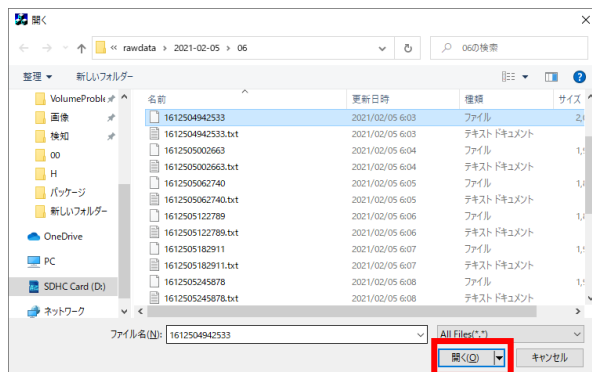 開く
« rawdata > 2021-02-05 > 06
06の検索
整理 新しいフォルダー
名前 更新日時 種類 サイズ
VolumeProble
画像
検知
00
H
パッケージ
新しいフォルダー
OneDrive
PC
SDHC Card (D:)
ネットワーク
1612504942533 2021/02/05 6:03 ファイル
1612504942533.txt 2021/02/05 6:03 テキスト ドキュメント
1612505002663 2021/02/05 6:04 ファイル
1612505002663.txt 2021/02/05 6:04 テキスト ドキュメント
1612505062740 2021/02/05 6:05 ファイル
1612505062740.txt 2021/02/05 6:05 テキスト ドキュメント
1612505122789 2021/02/05 6:06 ファイル
1612505122789.txt 2021/02/05 6:06 テキスト ドキュメント
1612505182911 2021/02/05 6:07 ファイル
1612505182911.txt 2021/02/05 6:07 テキスト ドキュメント
1612505245878 2021/02/05 6:08 ファイル
1612505245878.txt 2021/02/05 6:08 テキスト ドキュメント
ファイル名(N): 1612504942533 All Files(*.*)
開く(O) キャンセル